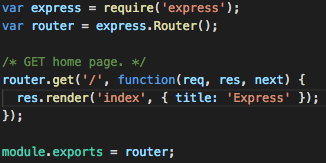 var express = require('express');
var router = express.Router();

/* GET home page. */
router.get('/', function(req, res, next) {
  res.render('index', { title: 'Express' });
});

module.exports = router;